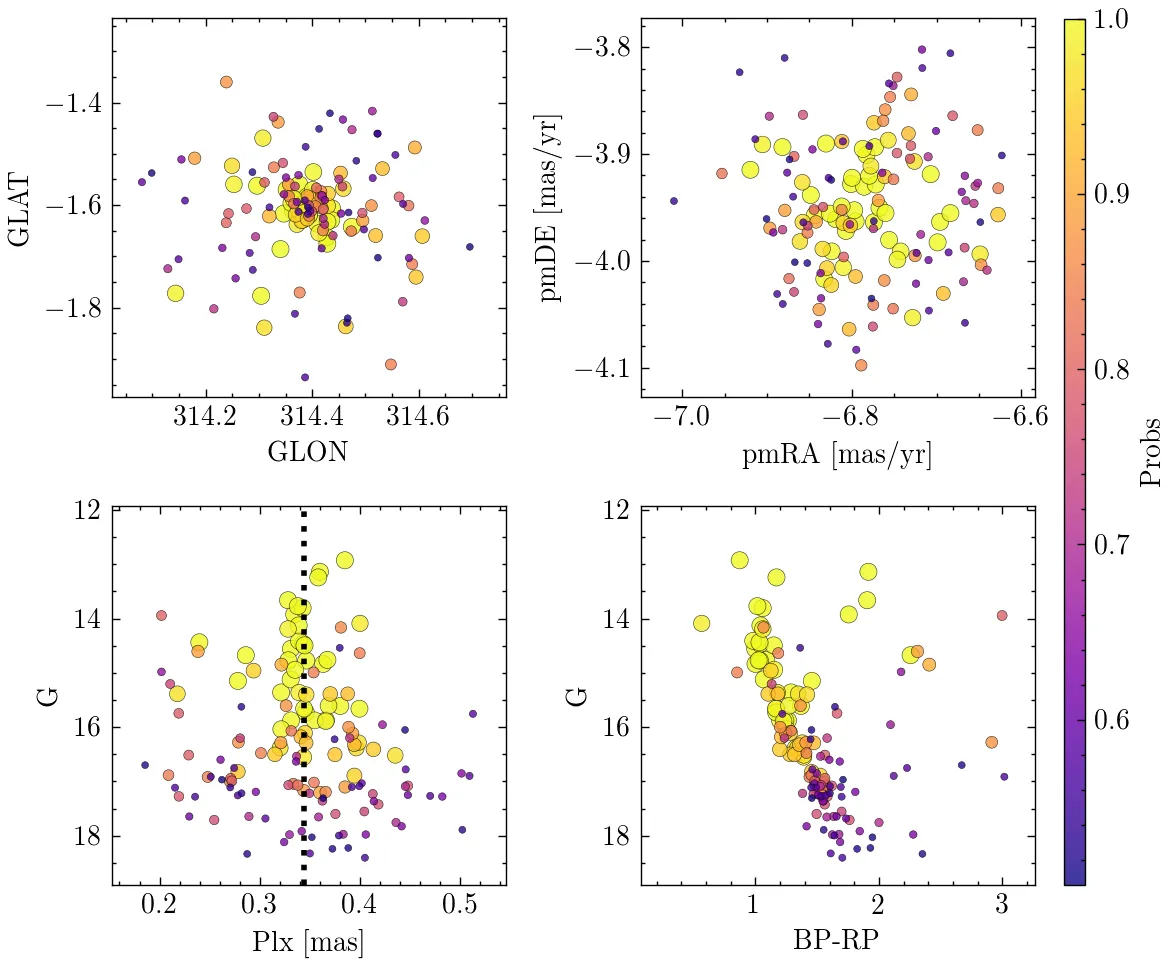 −1.4
−1.6
−1.8
GLAT
314.2 314.4 314.6
GLON
−3.8
−3.9
−4.0
−4.1
pmDE [mas/yr]
−7.0 −6.8 −6.6
pmRA [mas/yr]
12
14
16
18
G
0.2 0.3 0.4 0.5
Plx [mas]
12
14
16
18
G
1 2 3
BP-RP
1.0
0.9
0.8
0.7
0.6
Probs